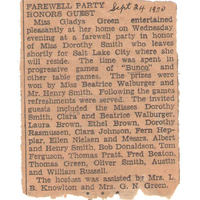 FAREWELL PARTY
HONORS GUEST Sept 24 1920
Miss Gladys Green entertained
pleasantly at her home on Wednesday
evening at a farewell party in honor
of Miss Dorothy Smith who leaves
shortly for Salt Lake City where she
will reside. The time was spent in
progressive games of "Bunco" and
other table games. The prizes were
won by Miss Beatrice Walburger and
Mr. Henry Smith. Following the games
refreshments were served. The invited
guests included the Misses Dorothy
Smith, Clara and Beatrice Walburger,
Laura Brown, Ethel Brown, Dorothy
Rasmussen, Clara Johnson, Fern Hep-
pler, Ellen Nielsen and Messrs. Albert
and Henry Smith, Bob Donaldson, Tom
Ferguson, Thomas Pratt, Fred Beaton,
Thomas Green, Oliver Smith, Austin
and William Russell.
The hostess was assisted by Mrs. L.
B. Knowlton and Mrs. G. N. Green.